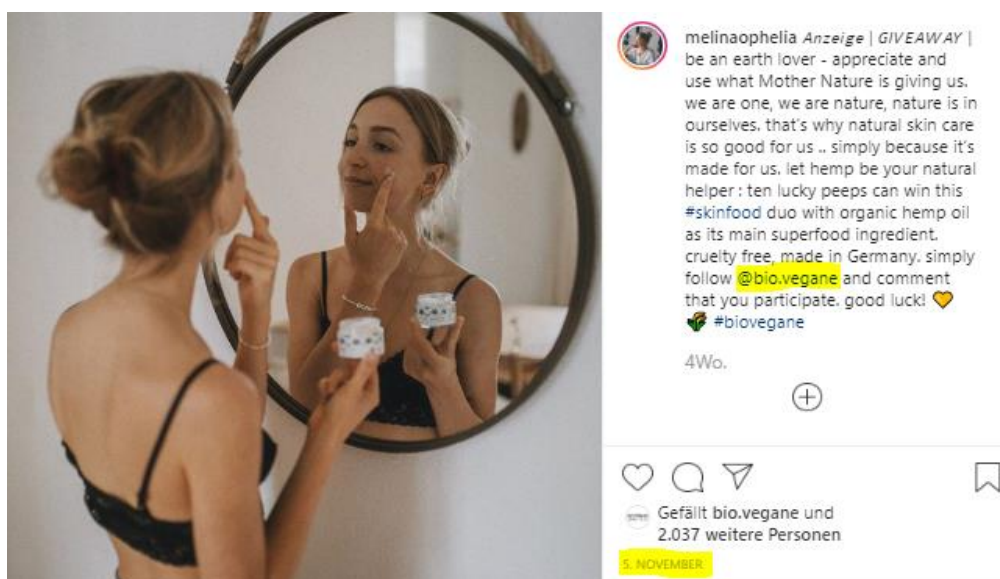 melinaophelia Anzeige | GIVEAWAY |
be an earth lover - appreciate and
use what Mother Nature is giving us.
we are one, we are nature, nature is in
ourselves. that's why natural skin care
is so good for us .. simply because it's
made for us. let hemp be your natural
helper : ten lucky peeps can win this
#skinfood duo with organic hemp oil
as its main superfood ingredient.
cruelty free, made in Germany. simply
follow @bio.vegane and comment
that you participate. good luck! 💛
🌾 #biovegane
4Wo.
Gefällt bio.vegane und
2.037 weitere Personen
5. NOVEMBER